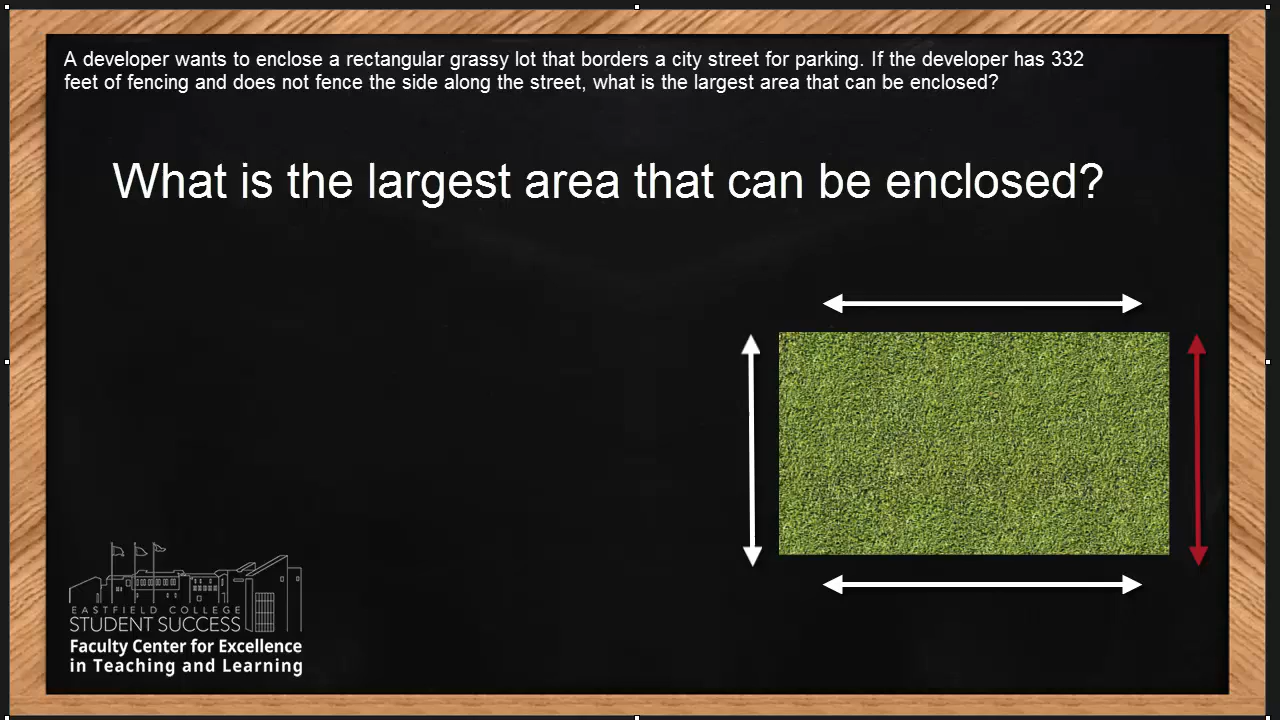 A developer wants to enclose a rectangular grassy lot that borders a city street for parking. If the developer has 332
feet of fencing and does not fence the side along the street, what is the largest area that can be enclosed?
What is the largest area that can be enclosed?
EASTFIELD COLLEGE
STUDENT SUCCESS
Faculty Center for Excellence
in Teaching and Learning